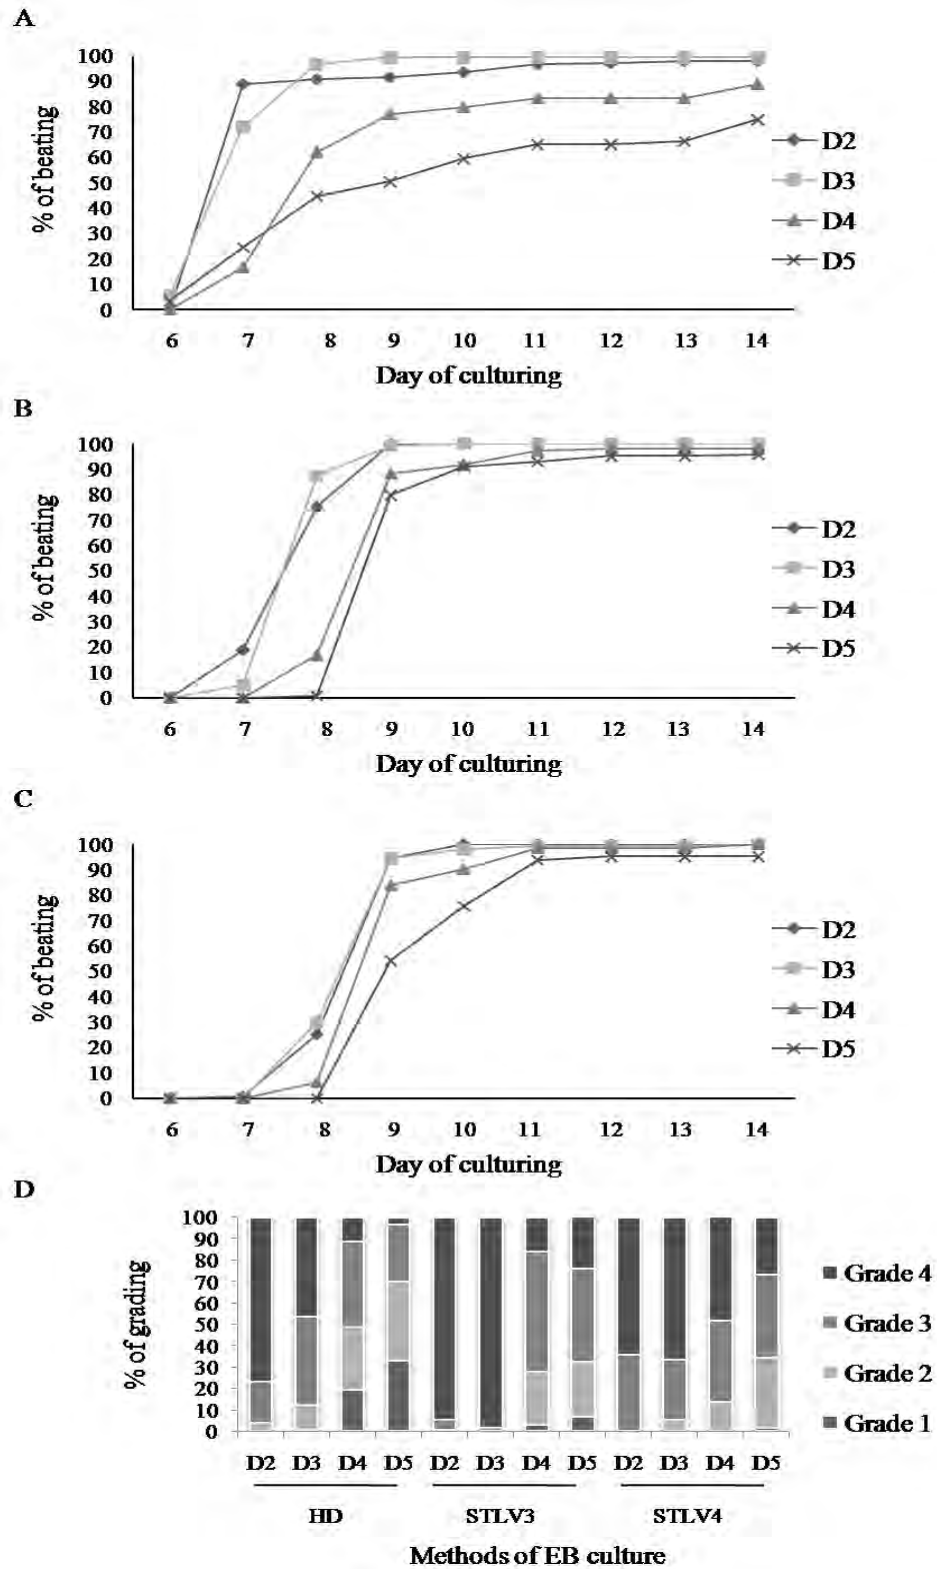 A
% of beating
100
90
80
70
60
50
40
30
20
10
0
6 7 8 9 10 11 12 13 14
Day of culturing
D2
D3
D4
D5
B
% of beating
100
90
80
70
60
50
40
30
20
10
0
6 7 8 9 10 11 12 13 14
Day of culturing
D2
D3
D4
D5
C
% of beating
100
90
80
70
60
50
40
30
20
10
0
6 7 8 9 10 11 12 13 14
Day of culturing
D2
D3
D4
D5
D
% of grading
100
90
80
70
60
50
40
30
20
10
0
D2 D3 D4 D5 D2 D3 D4 D5 D2 D3 D4 D5
HD STLV3 STLV4
Methods of EB culture
Grade 4
Grade 3
Grade 2
Grade 1